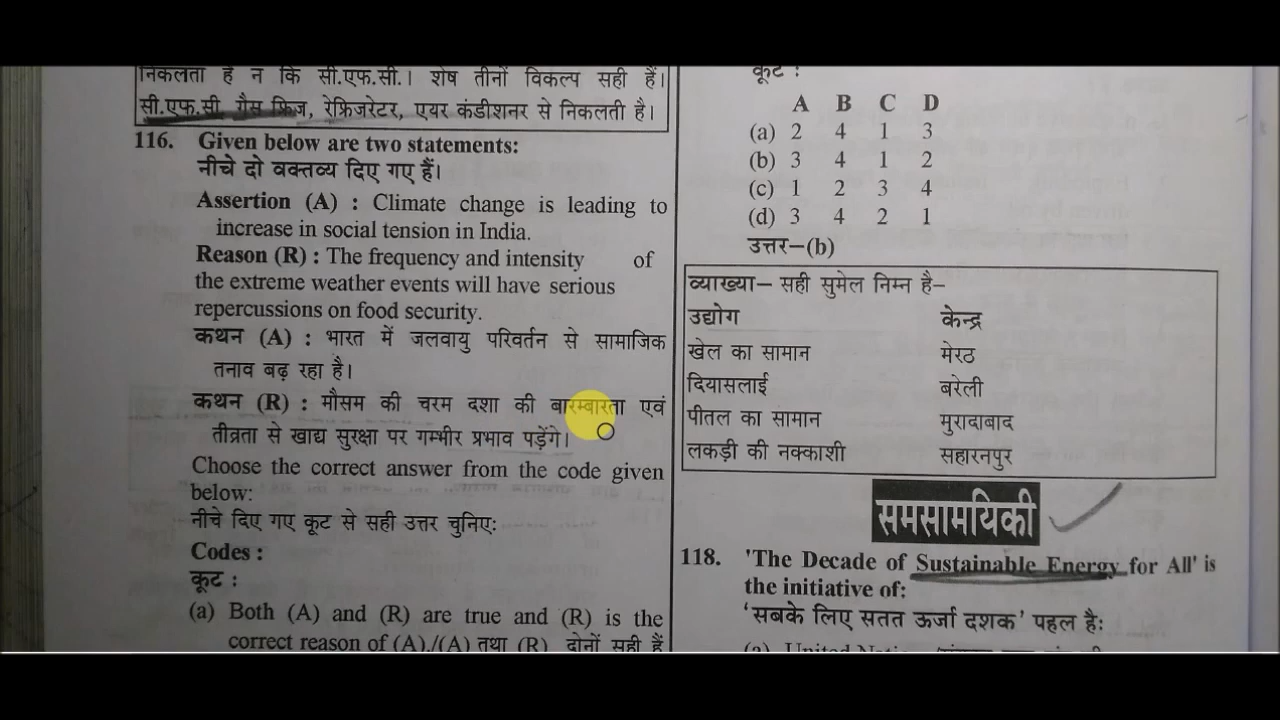 निकलता है न कि सी.एफ.सी.। शेष तीनों विकल्प सही हैं।
सी.एफ.सी. गैस फ्रिज, रेफ्रिजरेटर, एयर कंडीशनर से निकलती है।
116. Given below are two statements:
नीचे दो वक्तव्य दिए गए हैं।
Assertion (A) : Climate change is leading to
increase in social tension in India.
Reason (R) : The frequency and intensity of
the extreme weather events will have serious
repercussions on food security.
कथन (A) : भारत में जलवायु परिवर्तन से सामाजिक
तनाव बढ़ रहा है।
कथन (R) : मौसम की चरम दशा की बारम्बारता एवं
तीव्रता से खाद्य सुरक्षा पर गम्भीर प्रभाव पड़ेंगे।
Choose the correct answer from the code given
below:
नीचे दिए गए कूट से सही उत्तर चुनिएः
Codes :
कूट :
(a) Both (A) and (R) are true and (R) is the
correct reason of (A)./(A) तथा (R) दोनों सही हैं
कूट :
A B C D
(a) 2 4 1 3
(b) 3 4 1 2
(c) 1 2 3 4
(d) 3 4 2 1
उत्तर–(b)
व्याख्या– सही सुमेल निम्न है–
उद्योग केन्द्र
खेल का सामान मेरठ
दियासलाई बरेली
पीतल का सामान मुरादाबाद
लकड़ी की नक्काशी सहारनपुर
समसामयिकी
118. 'The Decade of Sustainable Energy for All' is
the initiative of:
‘सबके लिए सतत ऊर्जा दशक’ पहल हैः
(a) United